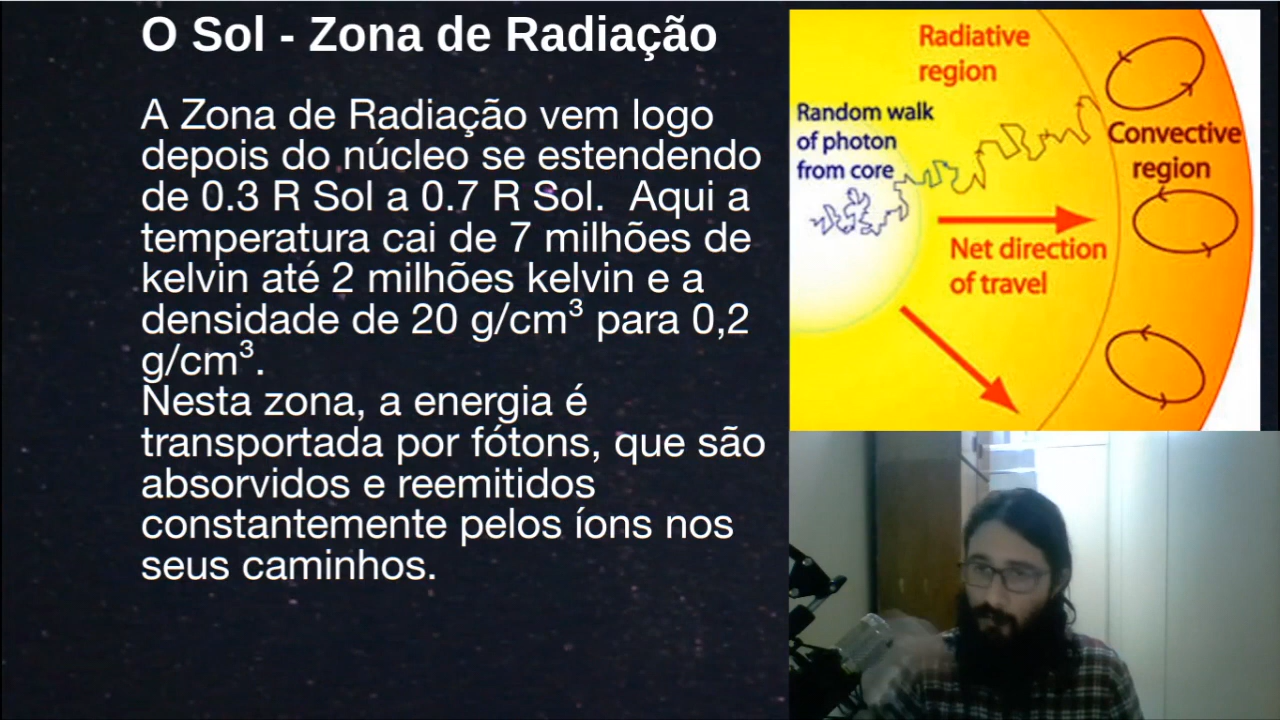 O Sol - Zona de Radiação
A Zona de Radiação vem logo
depois do núcleo se estendendo
de 0.3 R Sol a 0.7 R Sol.  Aqui a
temperatura cai de 7 milhões de
kelvin até 2 milhões kelvin e a
densidade de 20 g/cm³ para 0,2
g/cm³.
Nesta zona, a energia é
transportada por fótons, que são
absorvidos e reemitidos
constantemente pelos íons nos
seus caminhos.
Radiative
region
Random walk
of photon
from core
Convective
region
Net direction
of travel